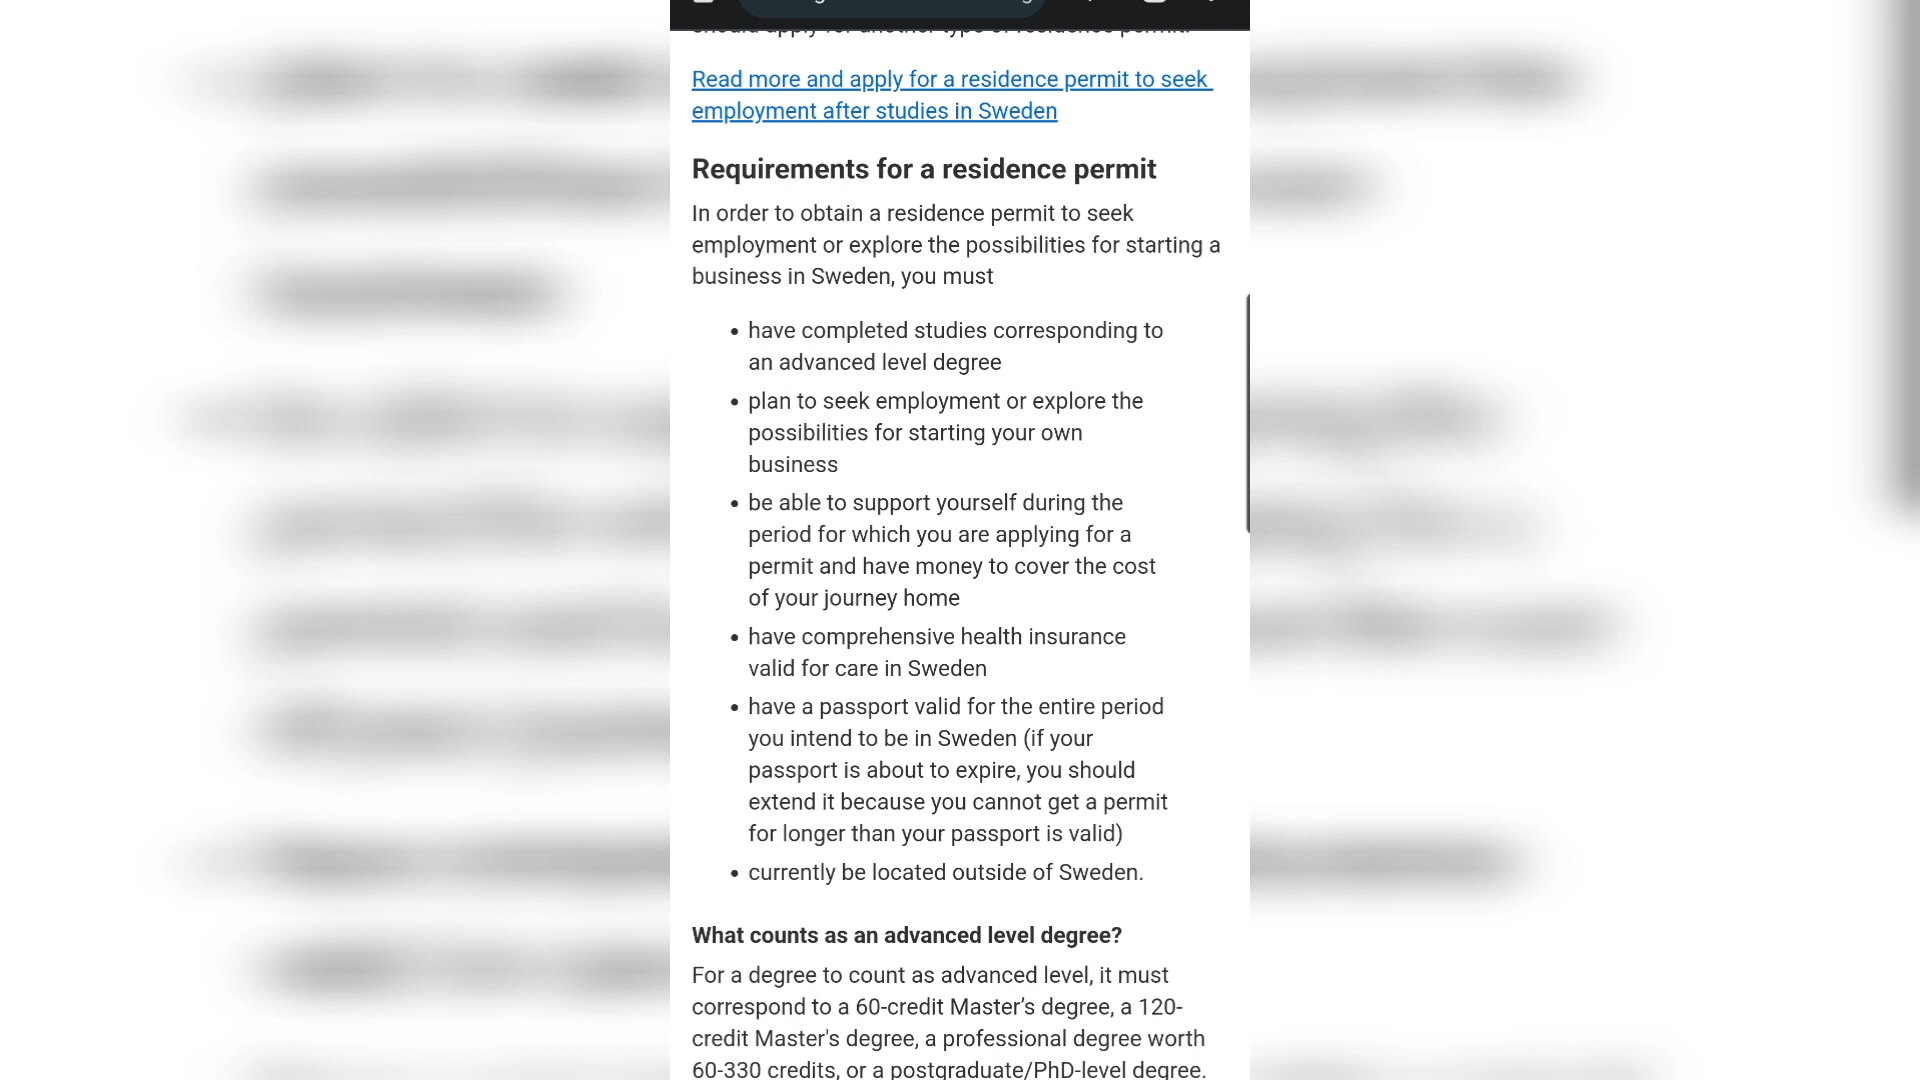 should apply for another type of residence permit.
Read more and apply for a residence permit to seek
employment after studies in Sweden
Requirements for a residence permit
In order to obtain a residence permit to seek
employment or explore the possibilities for starting a
business in Sweden, you must
• have completed studies corresponding to
an advanced level degree
• plan to seek employment or explore the
possibilities for starting your own
business
• be able to support yourself during the
period for which you are applying for a
permit and have money to cover the cost
of your journey home
• have comprehensive health insurance
valid for care in Sweden
• have a passport valid for the entire period
you intend to be in Sweden (if your
passport is about to expire, you should
extend it because you cannot get a permit
for longer than your passport is valid)
• currently be located outside of Sweden.
What counts as an advanced level degree?
For a degree to count as advanced level, it must
correspond to a 60-credit Master’s degree, a 120-
credit Master's degree, a professional degree worth
60-330 credits, or a postgraduate/PhD-level degree.